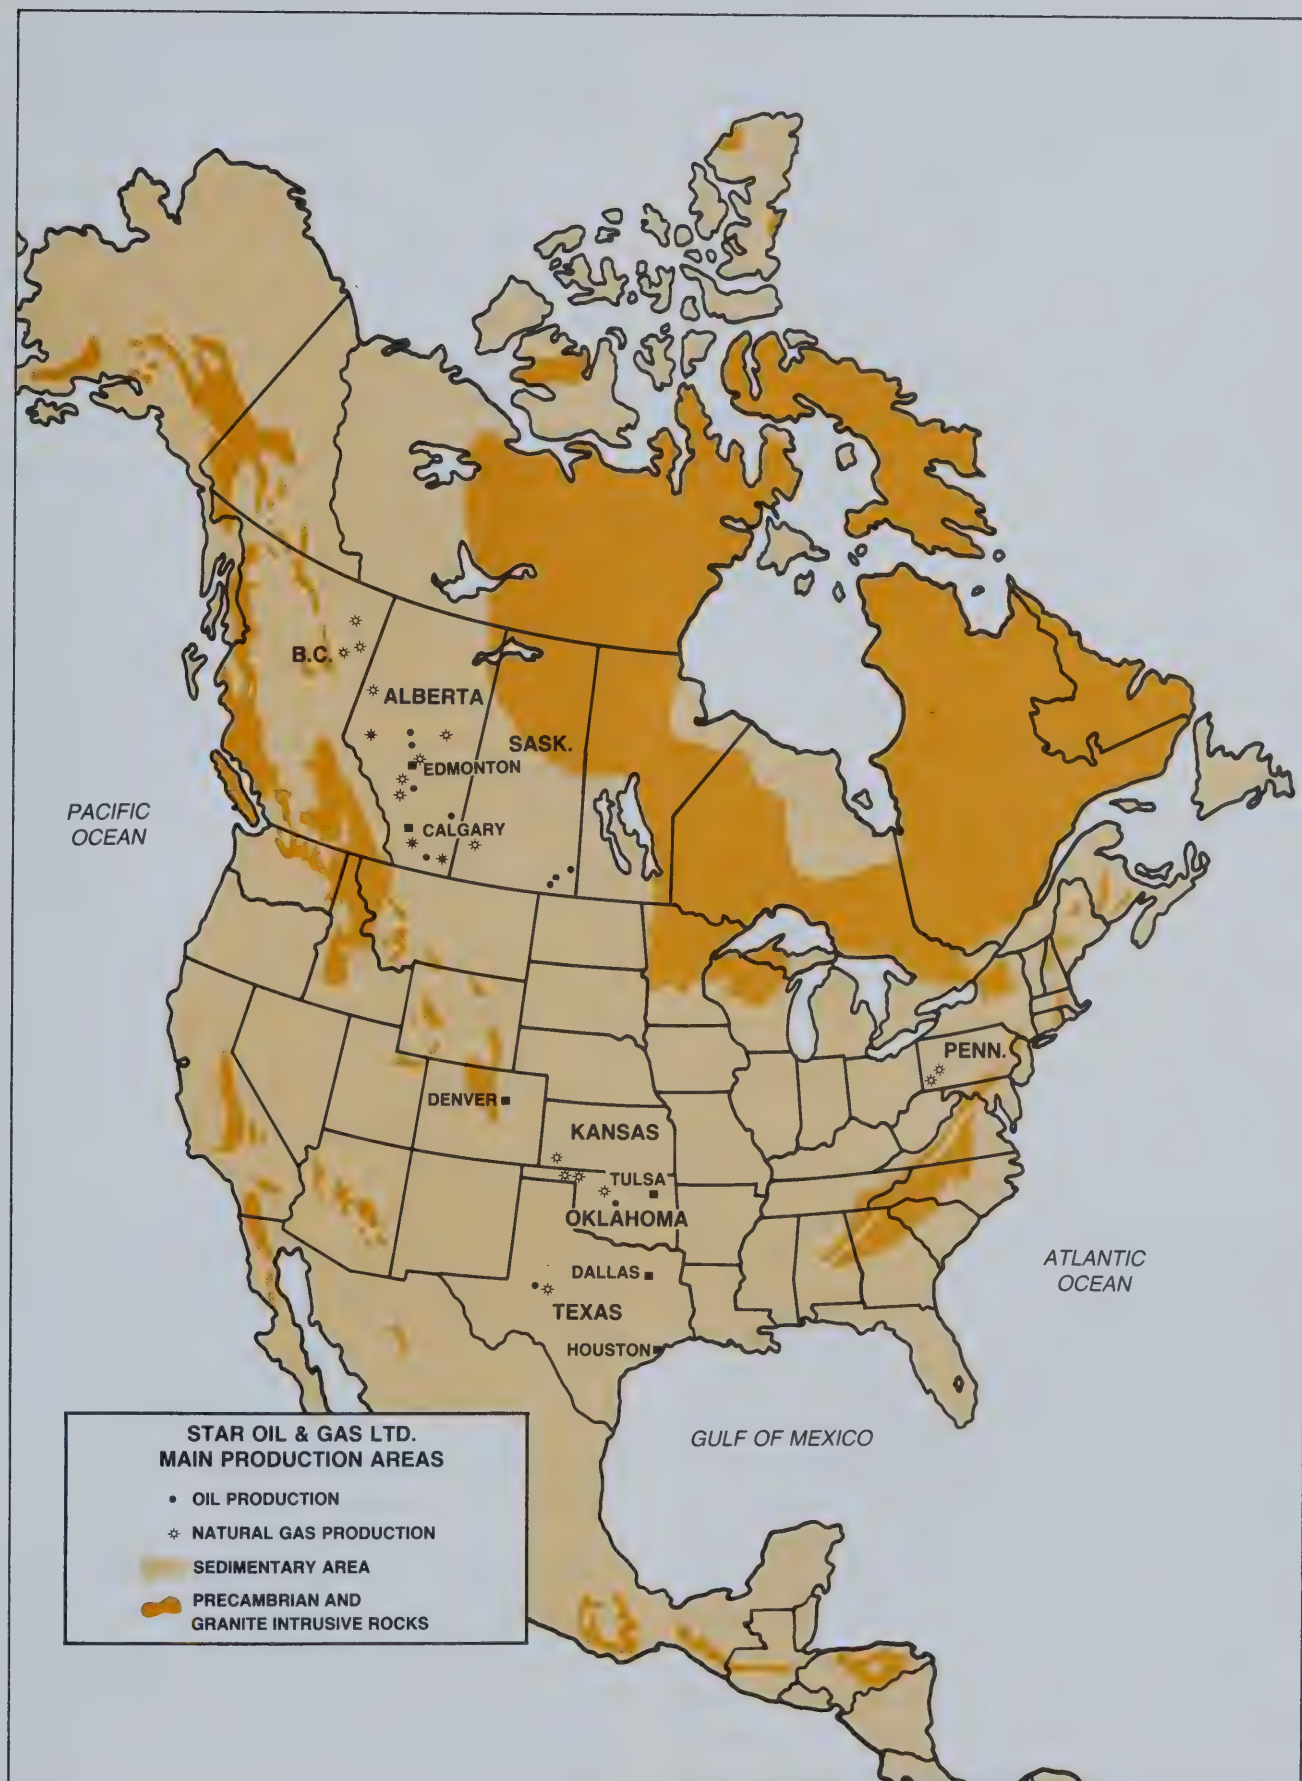 B.C.
ALBERTA
SASK.
EDMONTON
CALGARY
PACIFIC
OCEAN
PENN.
DENVER
KANSAS
TULSA
OKLAHOMA
ATLANTIC
OCEAN
DALLAS
TEXAS
HOUSTON
GULF OF MEXICO
STAR OIL & GAS LTD.
MAIN PRODUCTION AREAS
OIL PRODUCTION
NATURAL GAS PRODUCTION
SEDIMENTARY AREA
PRECAMBRIAN AND
GRANITE INTRUSIVE ROCKS